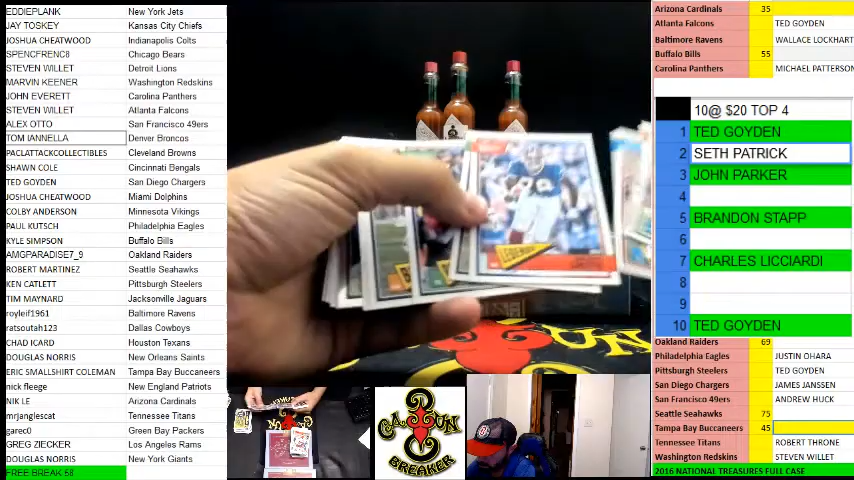 EDDIEPLANK New York Jets
JAY TOSKEY Kansas City Chiefs
JOSHUA CHEATWOOD Indianapolis Colts
SPENCFRENC8 Chicago Bears
STEVEN WILLET Detroit Lions
MARVIN KEENER Washington Redskins
JOHN EVERETT Carolina Panthers
STEVEN WILLET Atlanta Falcons
ALEX OTTO San Francisco 49ers
TOM IANNELLA Denver Broncos
PACLATTACKCOLLECTIBLES Cleveland Browns
SHAWN COLE Cincinnati Bengals
TED GOYDEN San Diego Chargers
JOSHUA CHEATWOOD Miami Dolphins
COLBY ANDERSON Minnesota Vikings
PAUL KUTSCH Philadelphia Eagles
KYLE SIMPSON Buffalo Bills
AMGPARADISE7_9 Oakland Raiders
ROBERT MARTINEZ Seattle Seahawks
KEN CATLETT Pittsburgh Steelers
TIM MAYNARD Jacksonville Jaguars
royleif1961 Baltimore Ravens
ratsoutah123 Dallas Cowboys
CHAD ICARD Houston Texans
DOUGLAS NORRIS New Orleans Saints
ERIC SMALLSHIRT COLEMAN Tampa Bay Buccaneers
nick fleege New England Patriots
NIK LE Arizona Cardinals
mrjanglescat Tennessee Titans
garec0 Green Bay Packers
GREG ZIECKER Los Angeles Rams
DOUGLAS NORRIS New York Giants
FREE BREAK 68
LEGENDS
CAJUN
BREAKER
Arizona Cardinals 35
Atlanta Falcons TED GOYDEN
Baltimore Ravens WALLACE LOCKHART
Buffalo Bills 55
Carolina Panthers MICHAEL PATTERSON
10@ $20 TOP 4
1 TED GOYDEN
2 SETH PATRICK
3 JOHN PARKER
4
5 BRANDON STAPP
6
7 CHARLES LICCIARDI
8
9
10 TED GOYDEN
Oakland Raiders 69
Philadelphia Eagles JUSTIN OHARA
Pittsburgh Steelers TED GOYDEN
San Diego Chargers JAMES JANSSEN
San Francisco 49ers ANDREW HUCK
Seattle Seahawks 75
Tampa Bay Buccaneers 45
Tennessee Titans ROBERT THRONE
Washington Redskins STEVEN WILLET
2016 NATIONAL TREASURES FULL CASE